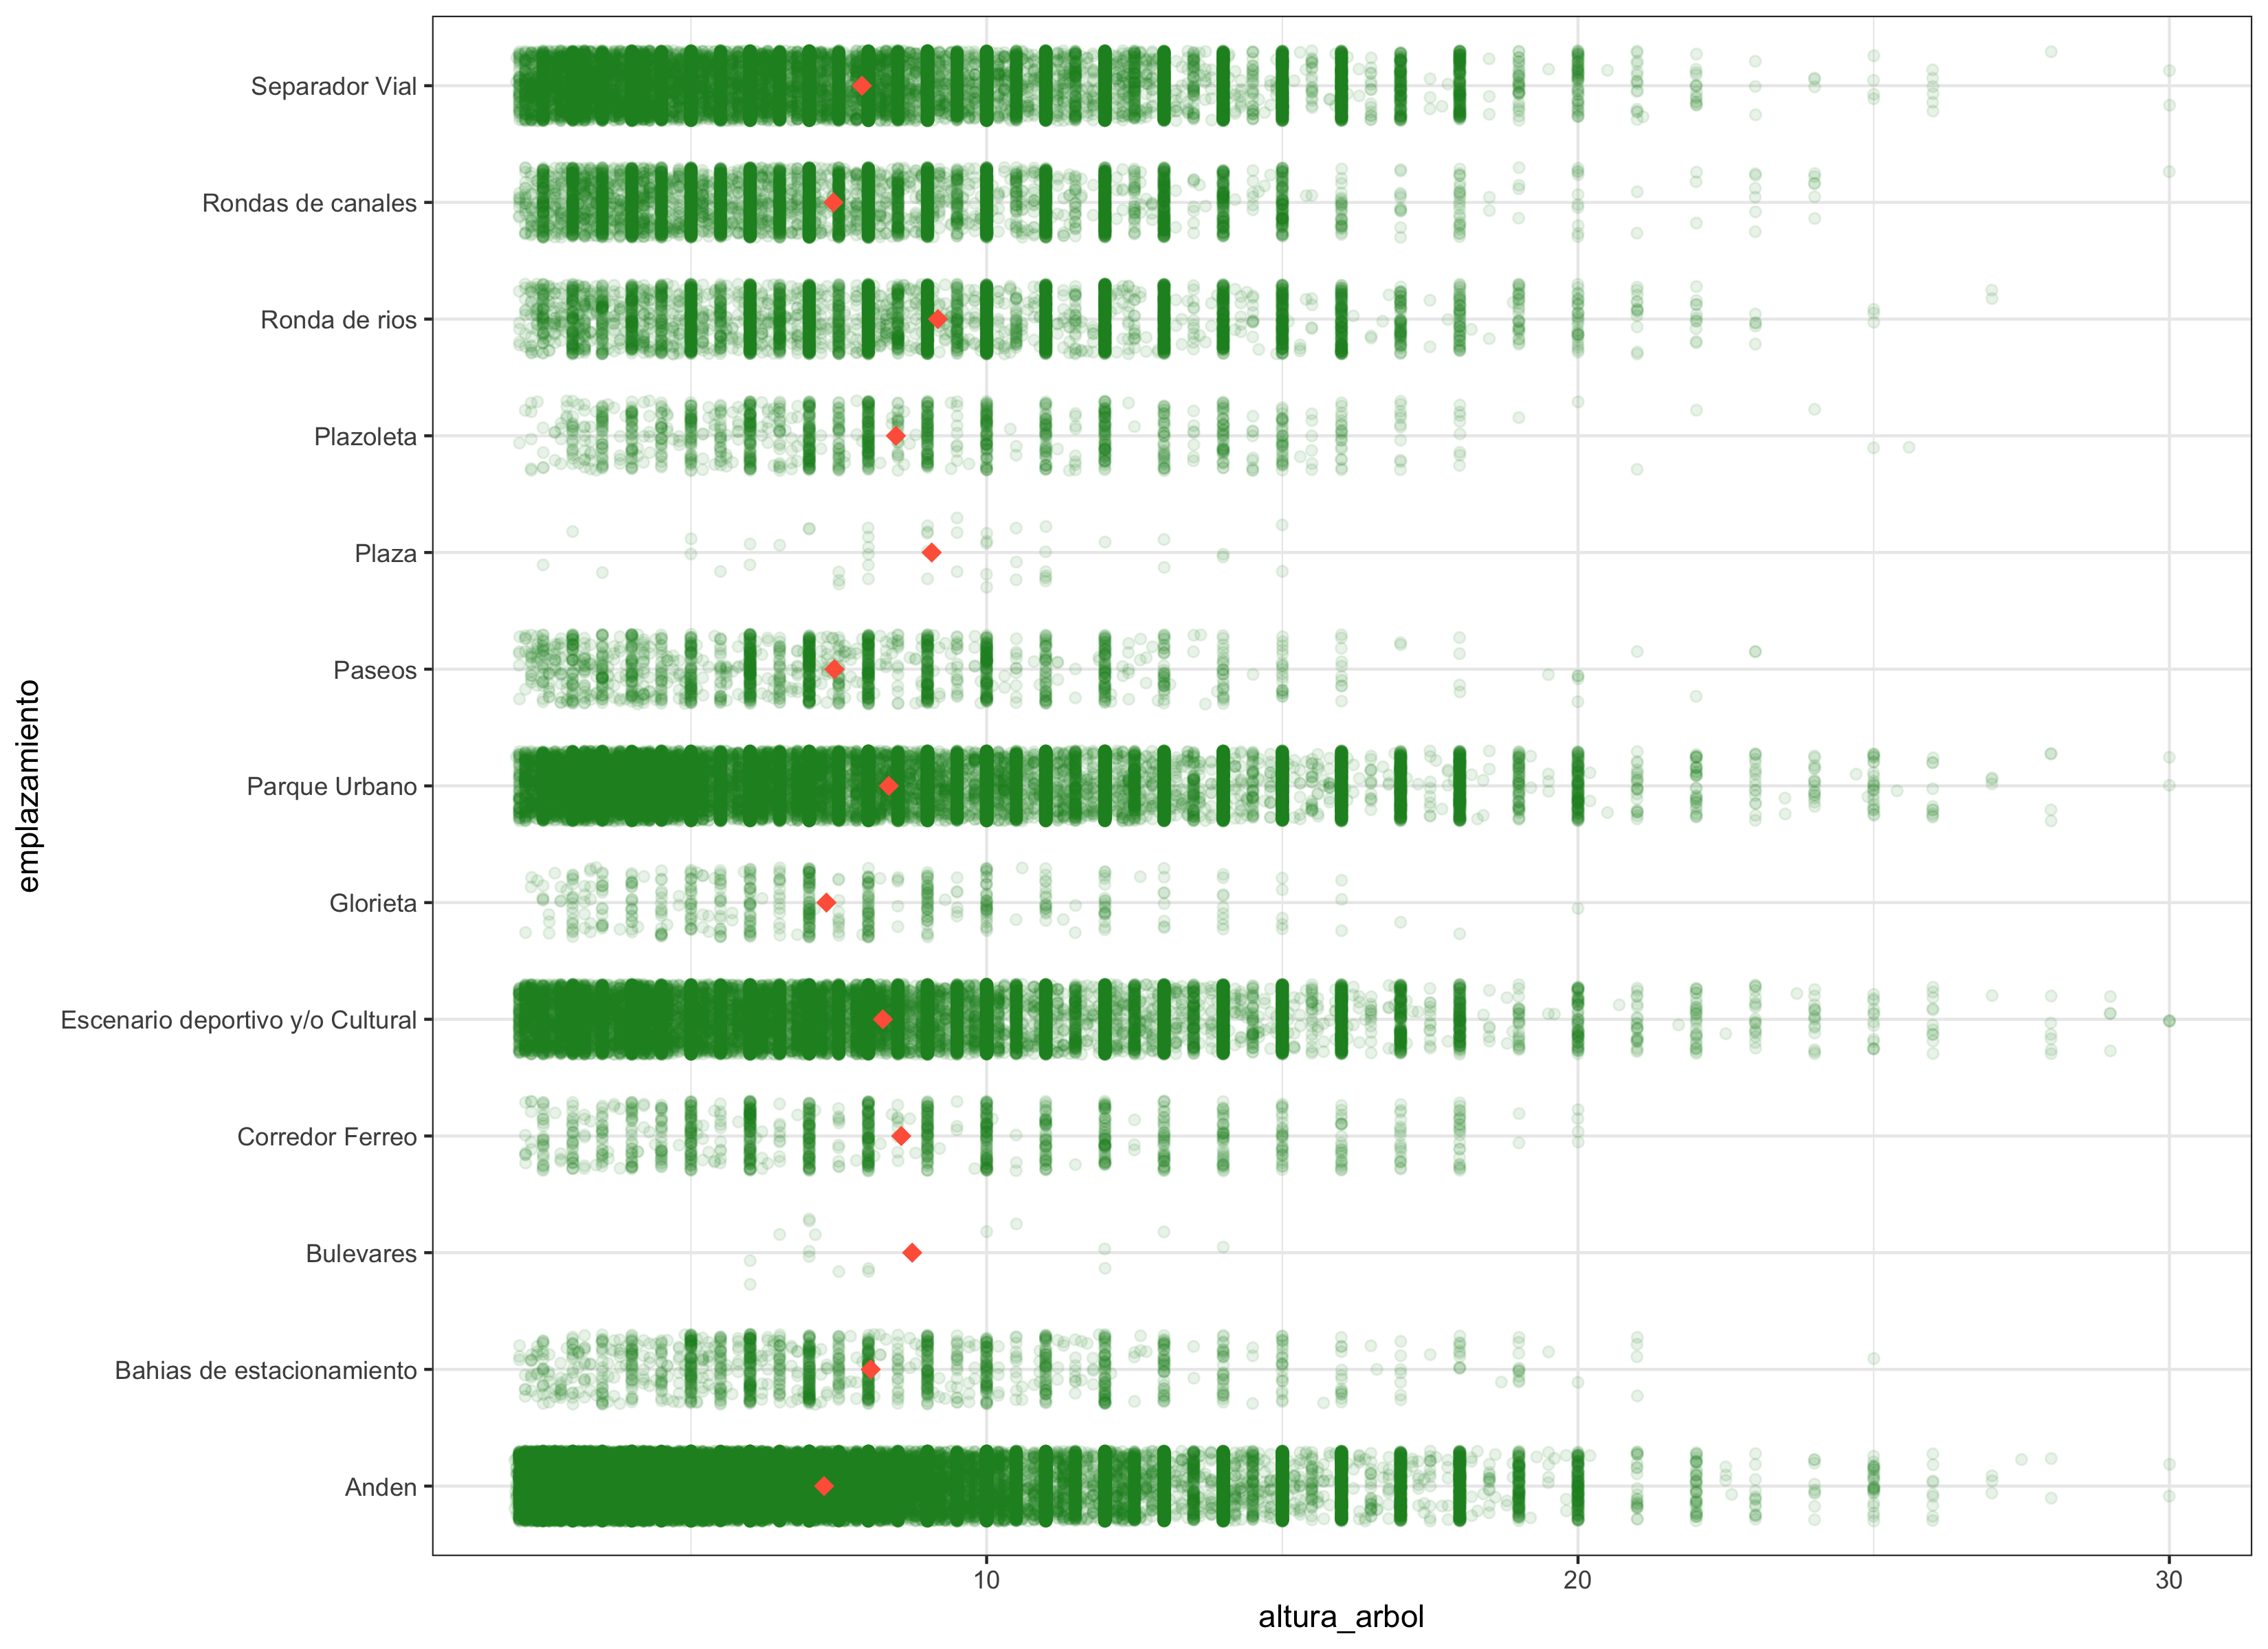 Separador Vial
Rondas de canales
Ronda de rios
Plazoleta
Plaza
Paseos
Parque Urbano
Glorieta
Escenario deportivo y/o Cultural
Corredor Ferreo
Bulevares
Bahias de estacionamiento
Anden
emplazamiento
10 20 30
altura_arbol